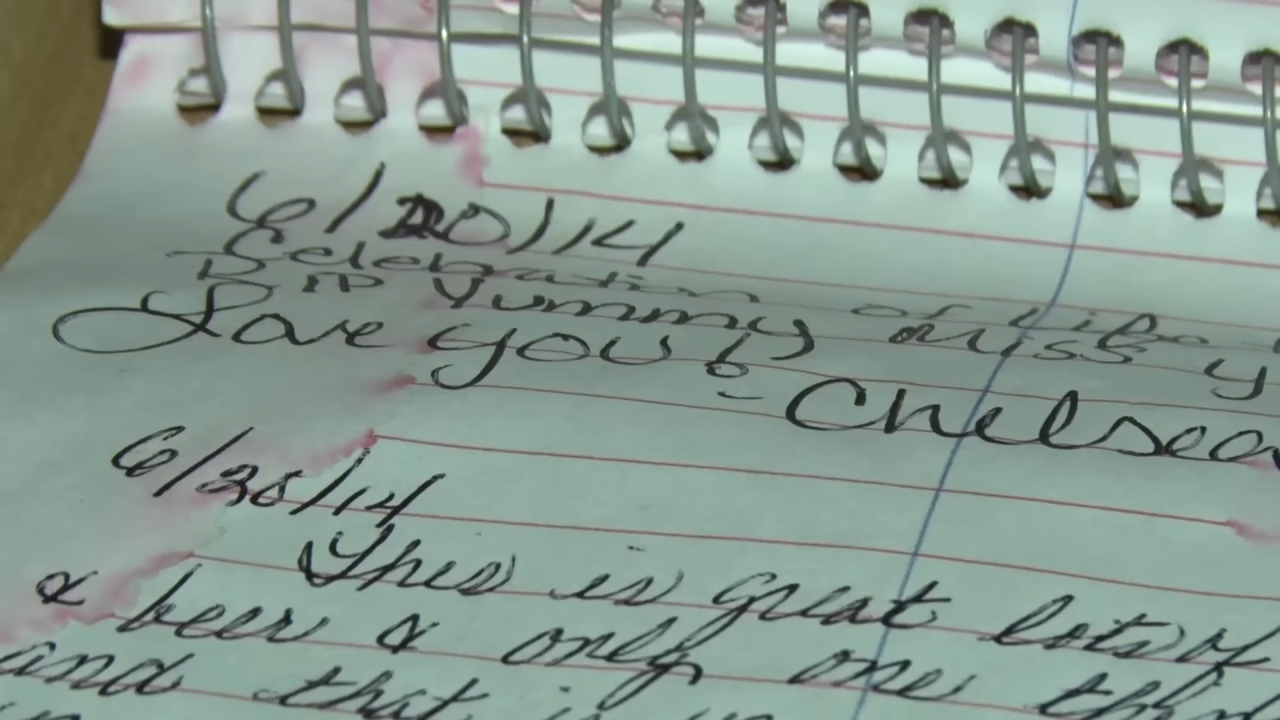 6/20/14
Celebration of Life
RIP Yummy miss y
Love you!
Chelsea
6/20/14
This is great lots of
& beer & only one
and that is